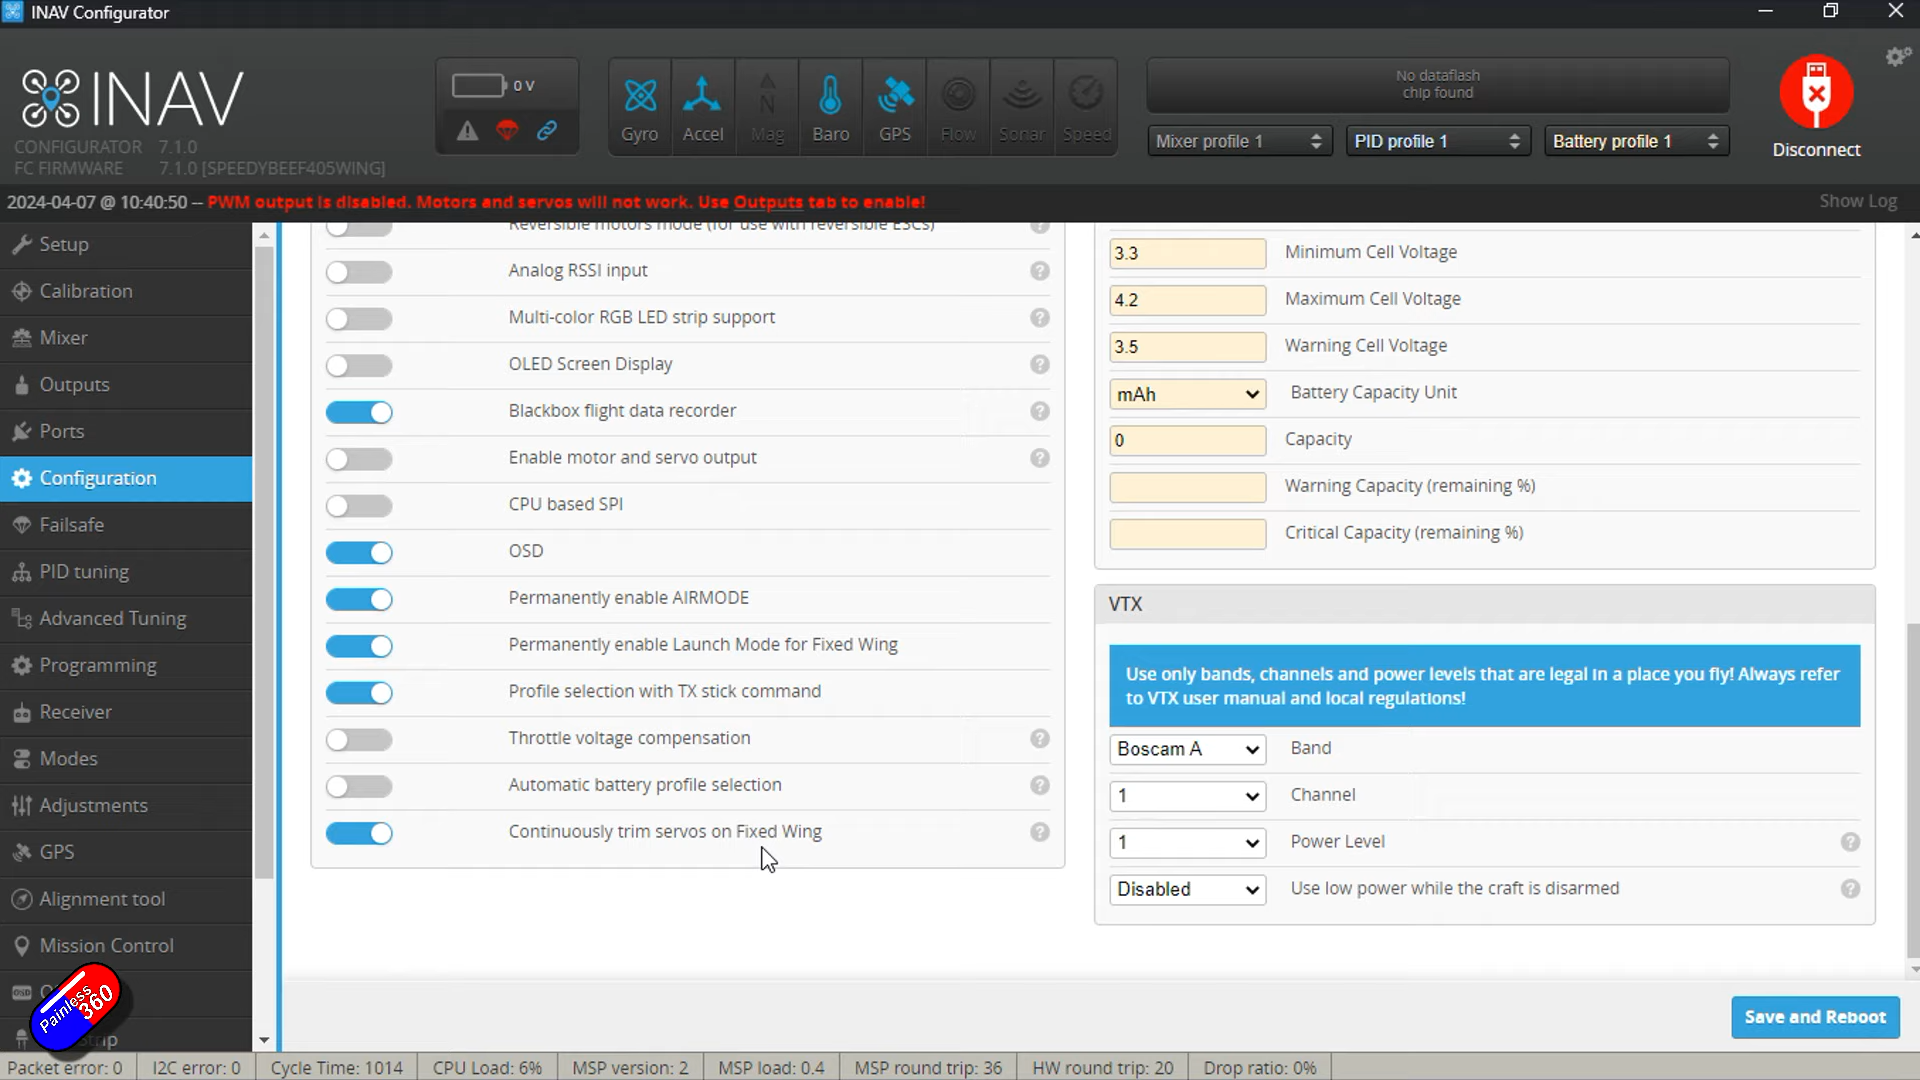 INAV Configurator
INAV
CONFIGURATOR 7.1.0
FC FIRMWARE 7.1.0 [SPEEDYBEEF405WING]
0 V
Gyro
Accel
Mag
Baro
GPS
Flow
Sonar
Speed
No dataflash
chip found
Mixer profile 1
PID profile 1
Battery profile 1
Disconnect
2024-04-07 @ 10:40:50 -- PWM output is disabled. Motors and servos will not work. Use Outputs tab to enable!
Show Log
Setup
Calibration
Mixer
Outputs
Ports
Configuration
Failsafe
PID tuning
Advanced Tuning
Programming
Receiver
Modes
Adjustments
GPS
Alignment tool
Mission Control
Painless
360
Reversible motors mode (for use with reversible ESCs)
Analog RSSI input
Multi-color RGB LED strip support
OLED Screen Display
Blackbox flight data recorder
Enable motor and servo output
CPU based SPI
OSD
Permanently enable AIRMODE
Permanently enable Launch Mode for Fixed Wing
Profile selection with TX stick command
Throttle voltage compensation
Automatic battery profile selection
Continuously trim servos on Fixed Wing
3.3 Minimum Cell Voltage
4.2 Maximum Cell Voltage
3.5 Warning Cell Voltage
mAh Battery Capacity Unit
0 Capacity
Warning Capacity (remaining %)
Critical Capacity (remaining %)
VTX
Use only bands, channels and power levels that are legal in a place you fly! Always refer
to VTX user manual and local regulations!
Boscam A Band
1 Channel
1 Power Level
Disabled Use low power while the craft is disarmed
Save and Reboot
Packet error: 0
I2C error: 0
Cycle Time: 1014
CPU Load: 6%
MSP version: 2
MSP load: 0.4
MSP round trip: 36
HW round trip: 20
Drop ratio: 0%